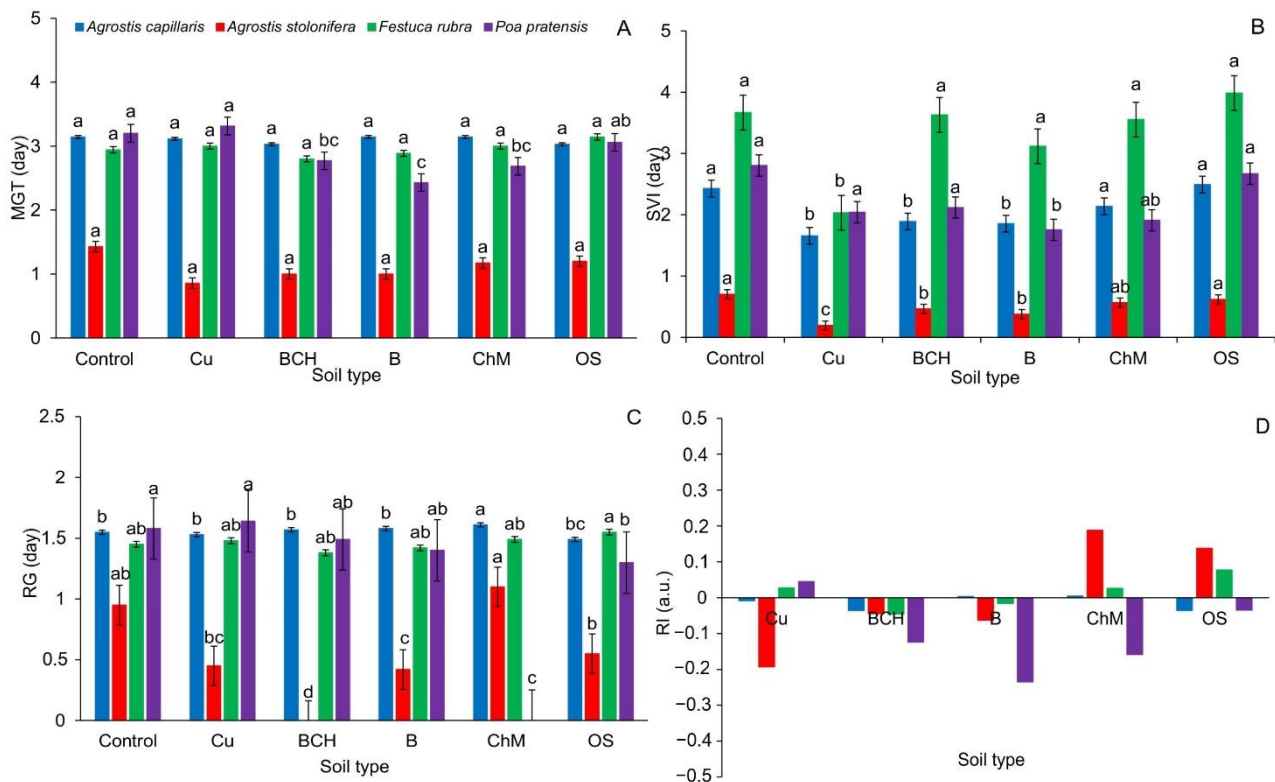 Agrostis capillaris Agrostis stolonifera Festuca rubra Poa pratensis
A
MGT (day)
5
4
3
2
1
0
a a a a
a a a a
a a a bc
a a a c
a a a bc
a a a ab
Control Cu BCH B ChM OS
Soil type
B
SVI (day)
5
4
3
2
1
0
a a a a
b c b a
b b a a
b b a b
a ab a ab
a a a a
Control Cu BCH B ChM OS
Soil type
C
RG (day)
2.5
2
1.5
1
0.5
0
b ab ab a
b bc ab a
b d ab ab
b c ab ab
a a ab c
bc b a b
Control Cu BCH B ChM OS
Soil type
D
RI (a.u.)
0.5
0.4
0.3
0.2
0.1
0
−0.1
−0.2
−0.3
−0.4
−0.5
Cu BCH B ChM OS
Soil type